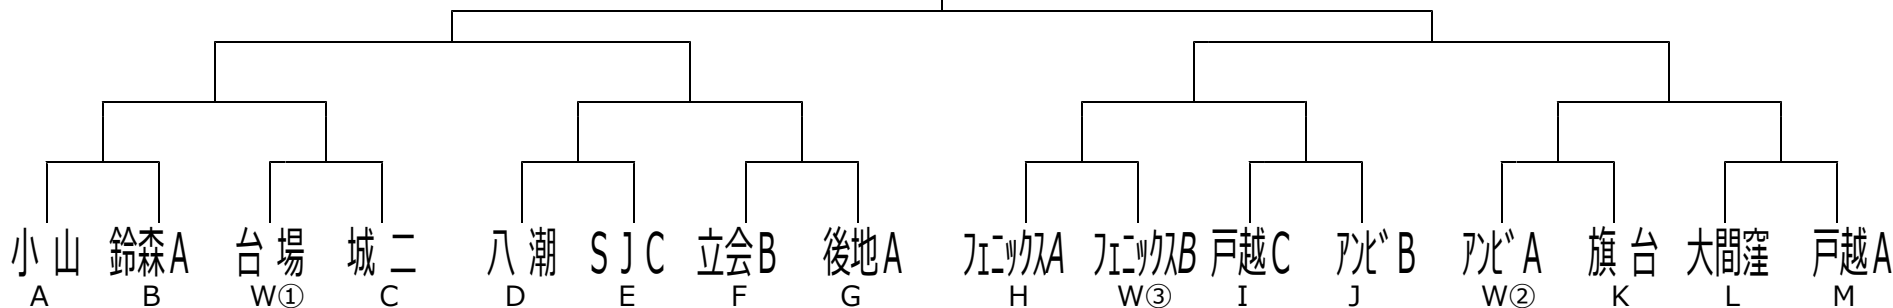 小 山 鈴森A 台 場 城 二 八 潮 S J C 立会B 後地A ﾌｪﾆｯｸｽA ﾌｪﾆｯｸｽB 戸越C ｱﾝﾋﾞB ｱﾝﾋﾞA 旗 台 大間窪 戸越A
A B W① C D E F G H W③ I J W② K L M